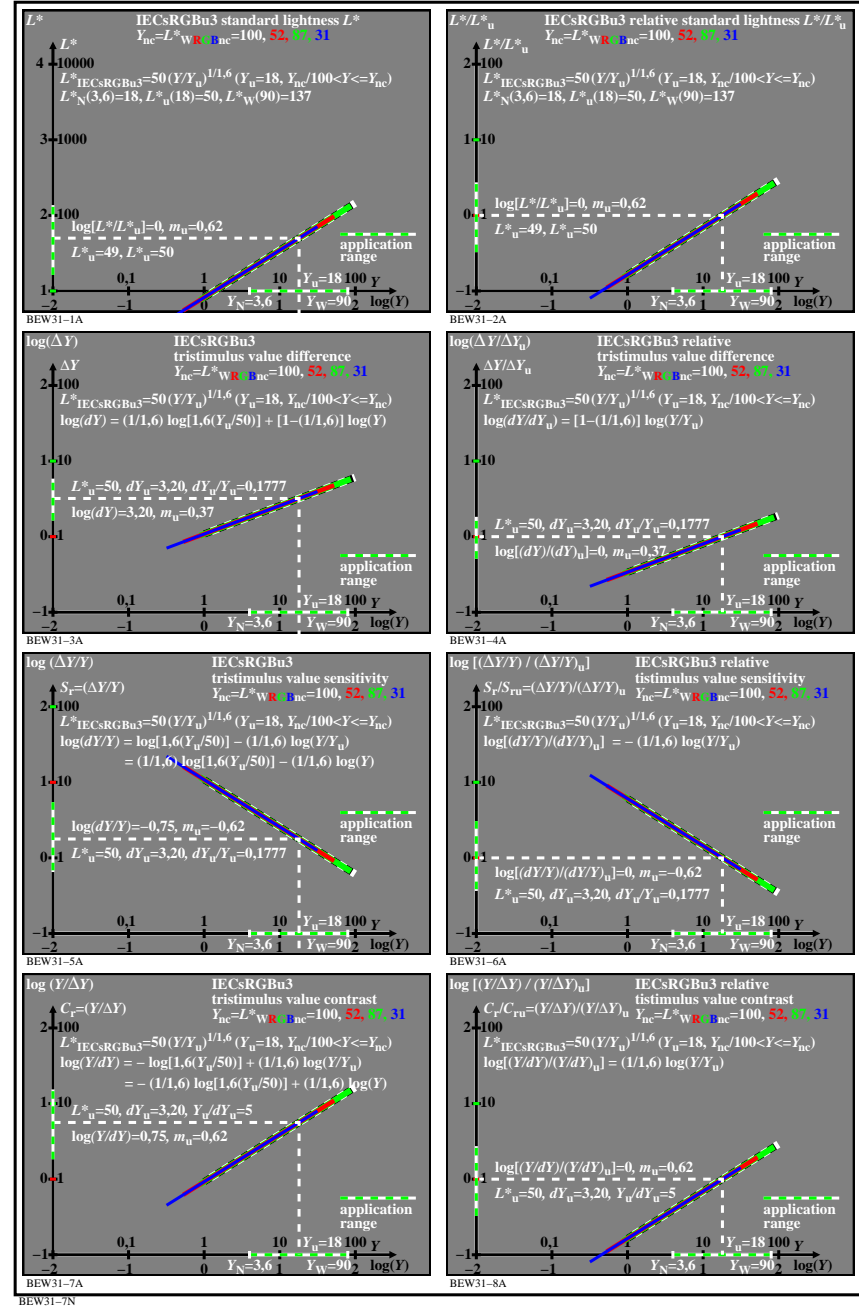 L*
IECsRGBu3 standard lightness L*
Ync=L*WRGBnc=100, 52, 87, 31
L*
4 10000
L*IECsRGBu3=50(Y/Yu)1/1,6 (Yu=18, Ync/100<Y<=Ync)
L*N(3,6)=18, L*u(18)=50, L*W(90)=137
3 1000
2 100
log[L*/L*u]=0, mu=0,62
L*u=49, L*u=50
application
range
0,1 1 10 Yu=18 100 Y
1
YN=3,6 YW=90 log(Y)
−2 −1 0 1 2
BEW31−1A
L*/L*u
IECsRGBu3 relative standard lightness L*/L*u
Ync=L*WRGBnc=100, 52, 87, 31
L*/L*u
2 100
L*IECsRGBu3=50(Y/Yu)1/1,6 (Yu=18, Ync/100<Y<=Ync)
L*N(3,6)=18, L*u(18)=50, L*W(90)=137
1 10
0 1
log[L*/L*u]=0, mu=0,62
L*u=49, L*u=50
application
range
0,1 1 10 Yu=18 100 Y
−1
YN=3,6 YW=90 log(Y)
−2 −1 0 1 2
BEW31−2A
log(ΔY)
IECsRGBu3
tristimulus value difference
Ync=L*WRGBnc=100, 52, 87, 31
ΔY
2 100
L*IECsRGBu3=50(Y/Yu)1/1,6 (Yu=18, Ync/100<Y<=Ync)
log(dY) = (1/1,6) log[1,6(Yu/50)] + [1−(1/1,6)] log(Y)
1 10
L*u=50, dYu=3,20, dYu/Yu=0,1777
log(dY)=3,20, mu=0,37
0 1
application
range
0,1 1 10 Yu=18 100 Y
−1
YN=3,6 YW=90 log(Y)
−2 −1 0 1 2
BEW31−3A
log(ΔY/ΔYu)
IECsRGBu3 relative
tristimulus value difference
Ync=L*WRGBnc=100, 52, 87, 31
ΔY/ΔYu
2 100
L*IECsRGBu3=50(Y/Yu)1/1,6 (Yu=18, Ync/100<Y<=Ync)
log(dY/dYu) = [1−(1/1,6)] log(Y/Yu)
1 10
L*u=50, dYu=3,20, dYu/Yu=0,1777
0 1
log[(dY)/(dY)u]=0, mu=0,37
application
range
0,1 1 10 Yu=18 100 Y
−1
YN=3,6 YW=90 log(Y)
−2 −1 0 1 2
BEW31−4A
log (ΔY/Y)
IECsRGBu3
tristimulus value sensitivity
Ync=L*WRGBnc=100, 52, 87, 31
Sr=(ΔY/Y)
2 100
L*IECsRGBu3=50(Y/Yu)1/1,6 (Yu=18, Ync/100<Y<=Ync)
log(dY/Y) = log[1,6(Yu/50)] − (1/1,6) log(Y/Yu)
= (1/1,6) log[1,6(Yu/50)] − (1/1,6) log(Y)
1 10
log(dY/Y)=−0,75, mu=−0,62
0 1
L*u=50, dYu=3,20, dYu/Yu=0,1777
application
range
0,1 1 10 Yu=18 100 Y
−1
YN=3,6 YW=90 log(Y)
−2 −1 0 1 2
BEW31−5A
log [(ΔY/Y) / (ΔY/Y)u]
IECsRGBu3 relative
tistimulus value sensitivity
Ync=L*WRGBnc=100, 52, 87, 31
Sr/Sru=(ΔY/Y)/(ΔY/Y)u
2 100
L*IECsRGBu3=50(Y/Yu)1/1,6 (Yu=18, Ync/100<Y<=Ync)
log[(dY/Y)/(dY/Y)u] = − (1/1,6) log(Y/Yu)
1 10
0 1
log[(dY/Y)/(dY/Y)u]=0, mu=−0,62
L*u=50, dYu=3,20, dYu/Yu=0,1777
application
range
0,1 1 10 Yu=18 100 Y
−1
YN=3,6 YW=90 log(Y)
−2 −1 0 1 2
BEW31−6A
log (Y/ΔY)
IECsRGBu3
tristimulus value contrast
Ync=L*WRGBnc=100, 52, 87, 31
Cr=(Y/ΔY)
2 100
L*IECsRGBu3=50(Y/Yu)1/1,6 (Yu=18, Ync/100<Y<=Ync)
log(Y/dY) = − log[1,6(Yu/50)] + (1/1,6) log(Y/Yu)
= − (1/1,6) log[1,6(Yu/50)] + (1/1,6) log(Y)
1 10
L*u=50, dYu=3,20, Yu/dYu=5
log(Y/dY)=0,75, mu=0,62
0 1
application
range
0,1 1 10 Yu=18 100 Y
−1
YN=3,6 YW=90 log(Y)
−2 −1 0 1 2
BEW31−7A
log [(Y/ΔY) / (Y/ΔY)u]
IECsRGBu3 relative
tistimulus value contrast
Ync=L*WRGBnc=100, 52, 87, 31
Cr/Cru=(Y/ΔY)/(Y/ΔY)u
2 100
L*IECsRGBu3=50(Y/Yu)1/1,6 (Yu=18, Ync/100<Y<=Ync)
log[(Y/dY)/(Y/dY)u] = (1/1,6) log(Y/Yu)
1 10
log[(Y/dY)/(Y/dY)u]=0, mu=0,62
0 1
L*u=50, dYu=3,20, Yu/dYu=5
application
range
0,1 1 10 Yu=18 100 Y
−1
YN=3,6 YW=90 log(Y)
−2 −1 0 1 2
BEW31−8A
BEW31−7N